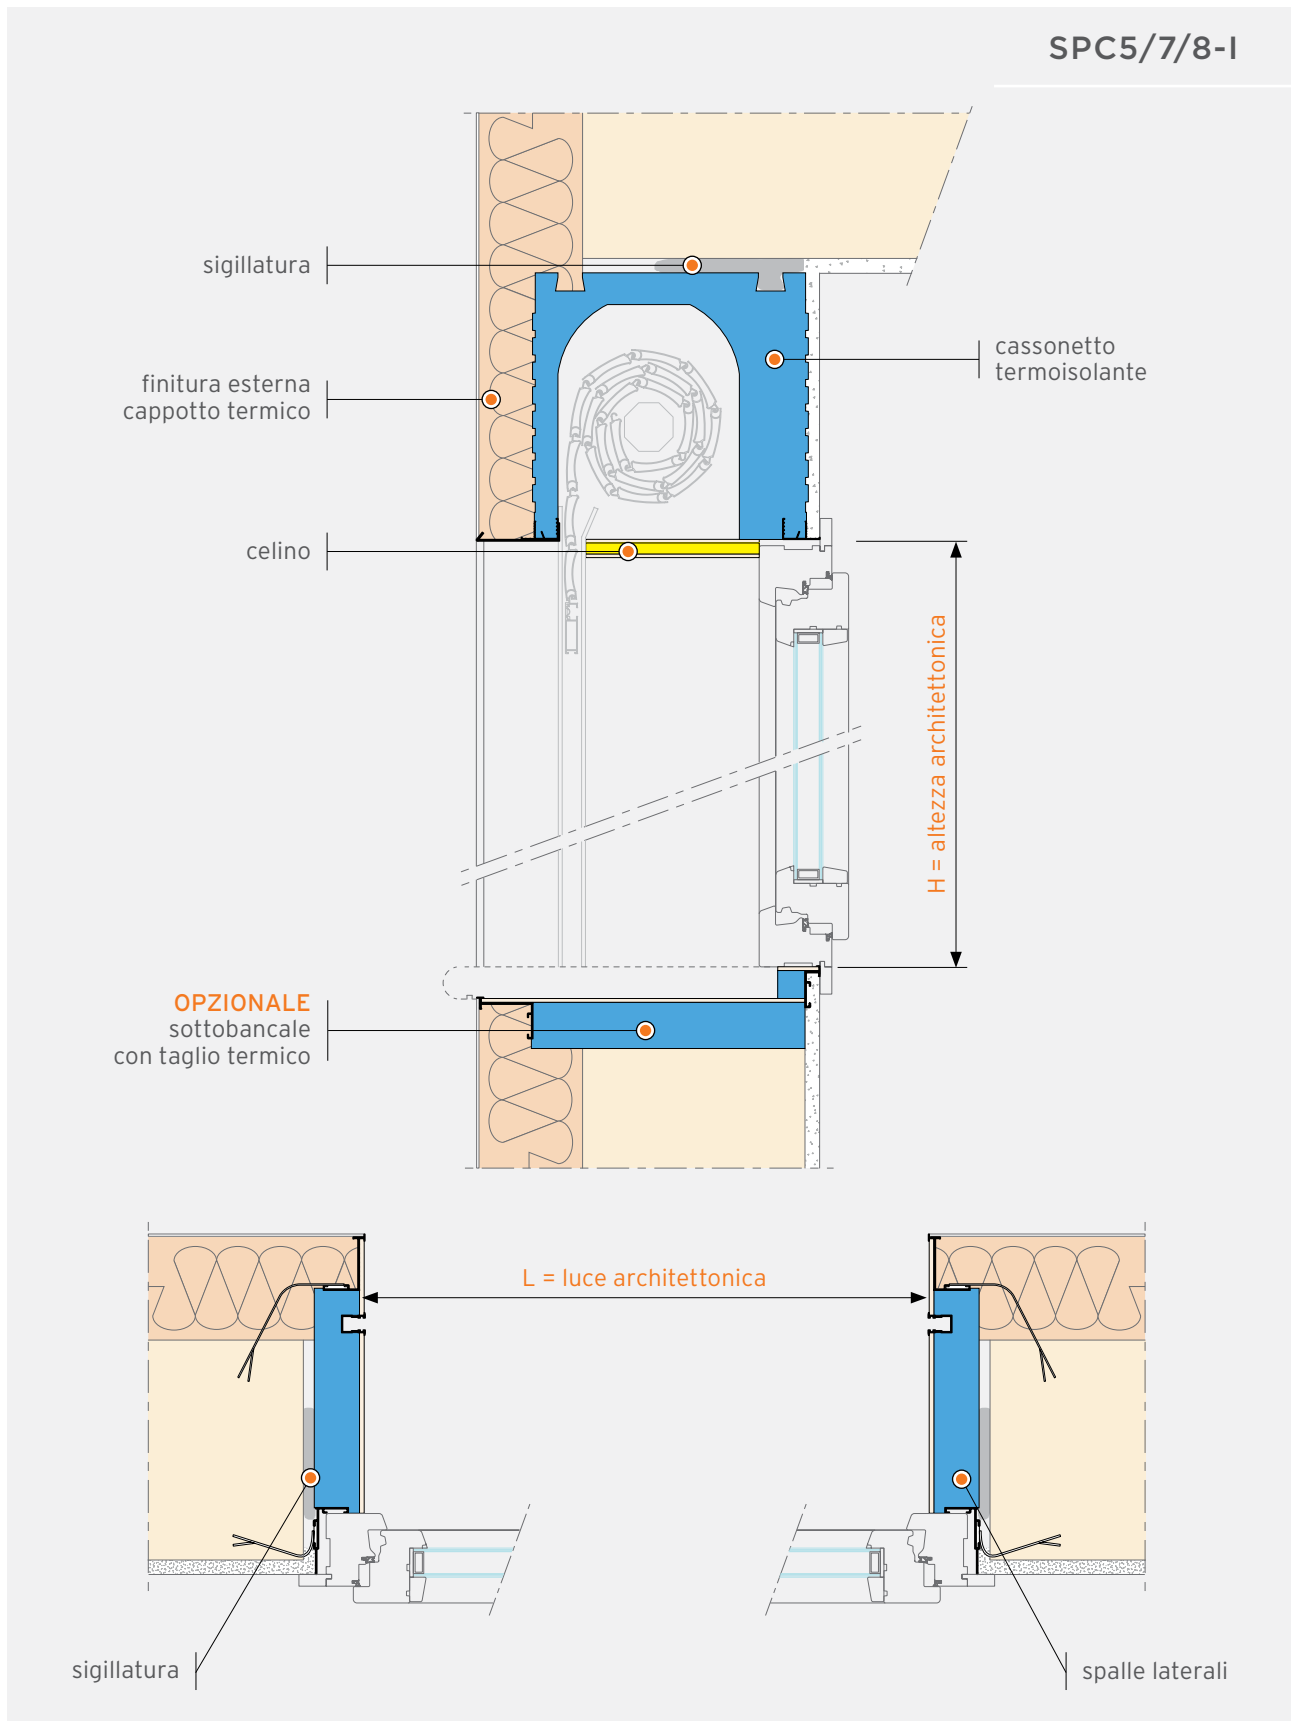 SPC5/7/8-I
sigillatura
cassonetto
termoisolante
finitura esterna
cappotto termico
celino
H = altezza architettonica
OPZIONALE
sottobancale
con taglio termico
L = luce architettonica
sigillatura
spalle laterali